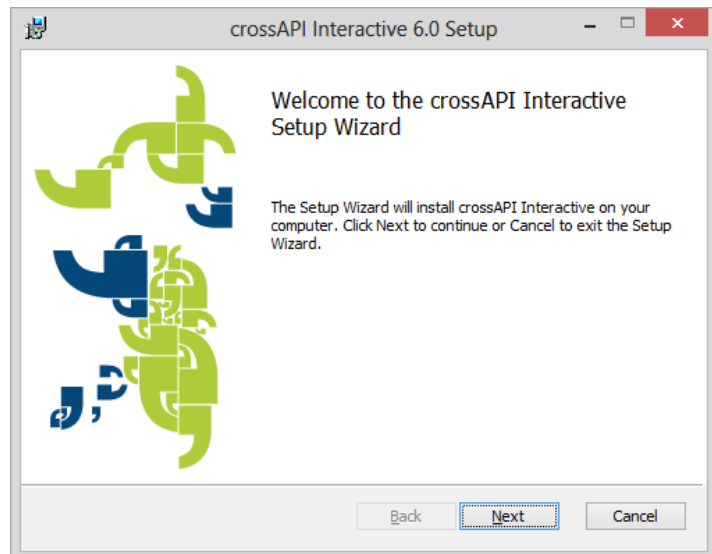 crossAPI Interactive 6.0 Setup
Welcome to the crossAPI Interactive
Setup Wizard
The Setup Wizard will install crossAPI Interactive on your
computer. Click Next to continue or Cancel to exit the Setup
Wizard.
Back
Next
Cancel